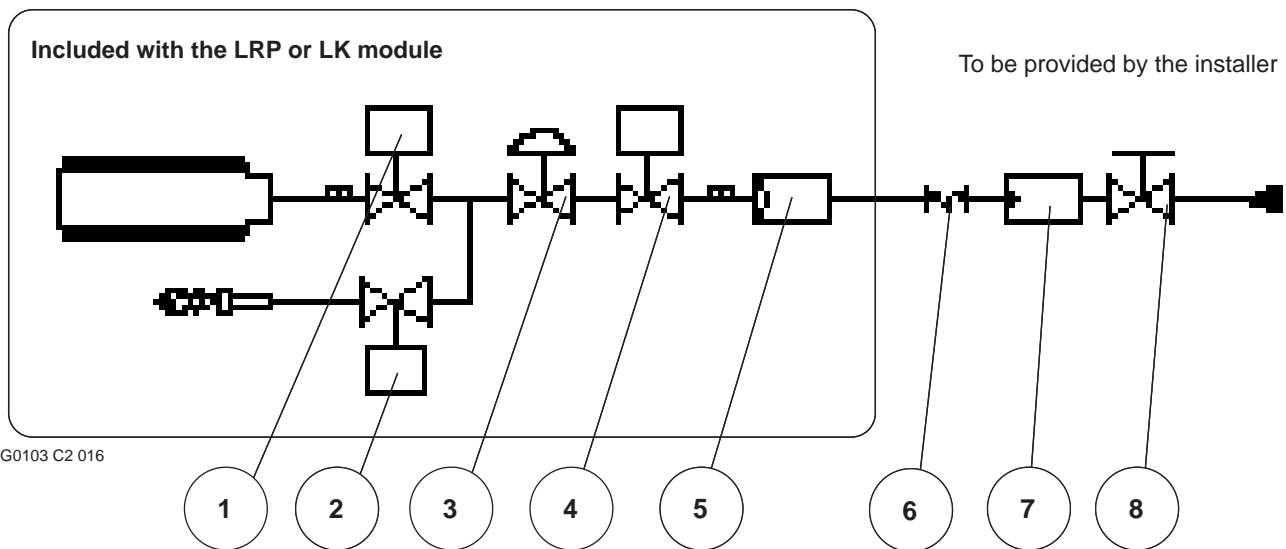 Included with the LRP or LK module
To be provided by the installer
G0103 C2 016
1 2 3 4 5 6 7 8